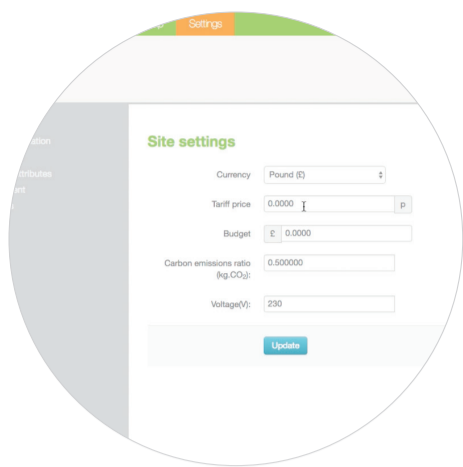 Settings
Site settings
Currency Pound (£)
Tariff price 0.0000 p
Budget £ 0.0000
Carbon emissions ratio 0.500000
(kg.CO₂):
Voltage(V): 230
Update